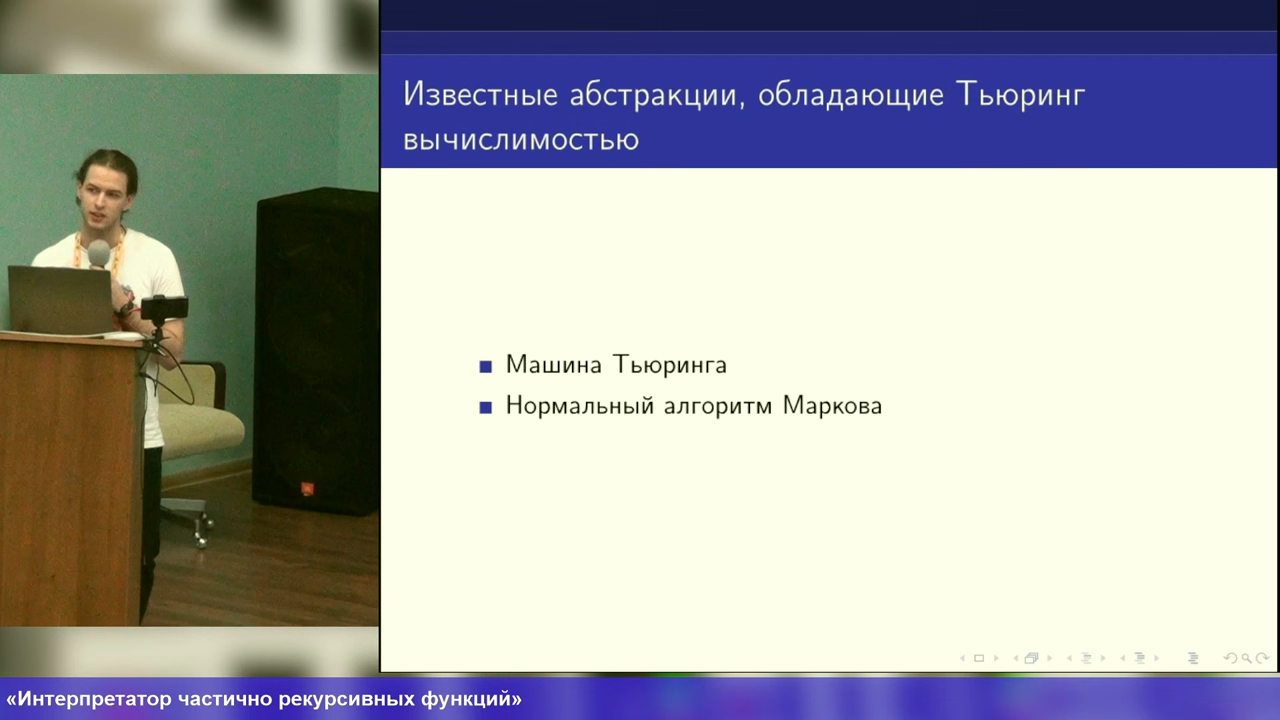 Известные абстракции, обладающие Тьюринг
вычислимостью
Машина Тьюринга
Нормальный алгоритм Маркова
«Интерпретатор частично рекурсивных функций»